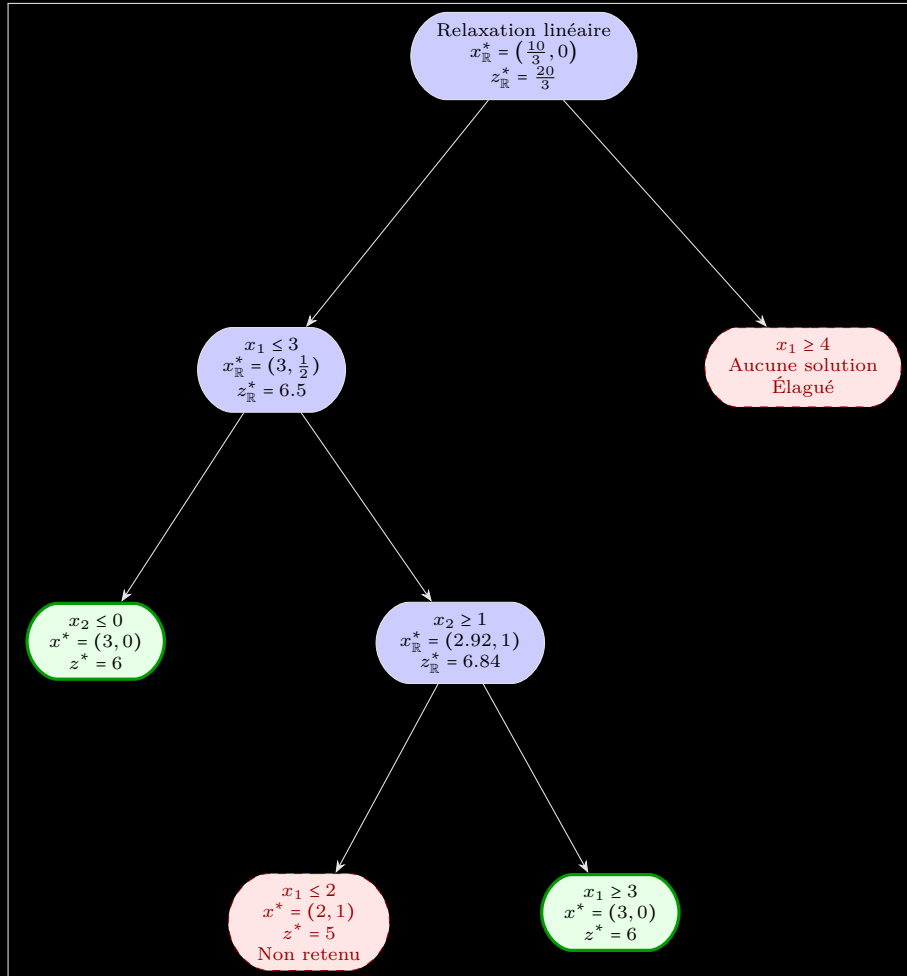 Relaxation linéaire
x*ℝ = (10/3, 0)
z*ℝ = 20/3
x₁ ≤ 3
x*ℝ = (3, 1/2)
z*ℝ = 6.5
x₁ ≥ 4
Aucune solution
Élagué
x₂ ≤ 0
x* = (3, 0)
z* = 6
x₂ ≥ 1
x*ℝ = (2.92, 1)
z*ℝ = 6.84
x₁ ≤ 2
x* = (2, 1)
z* = 5
Non retenu
x₁ ≥ 3
x* = (3, 0)
z* = 6